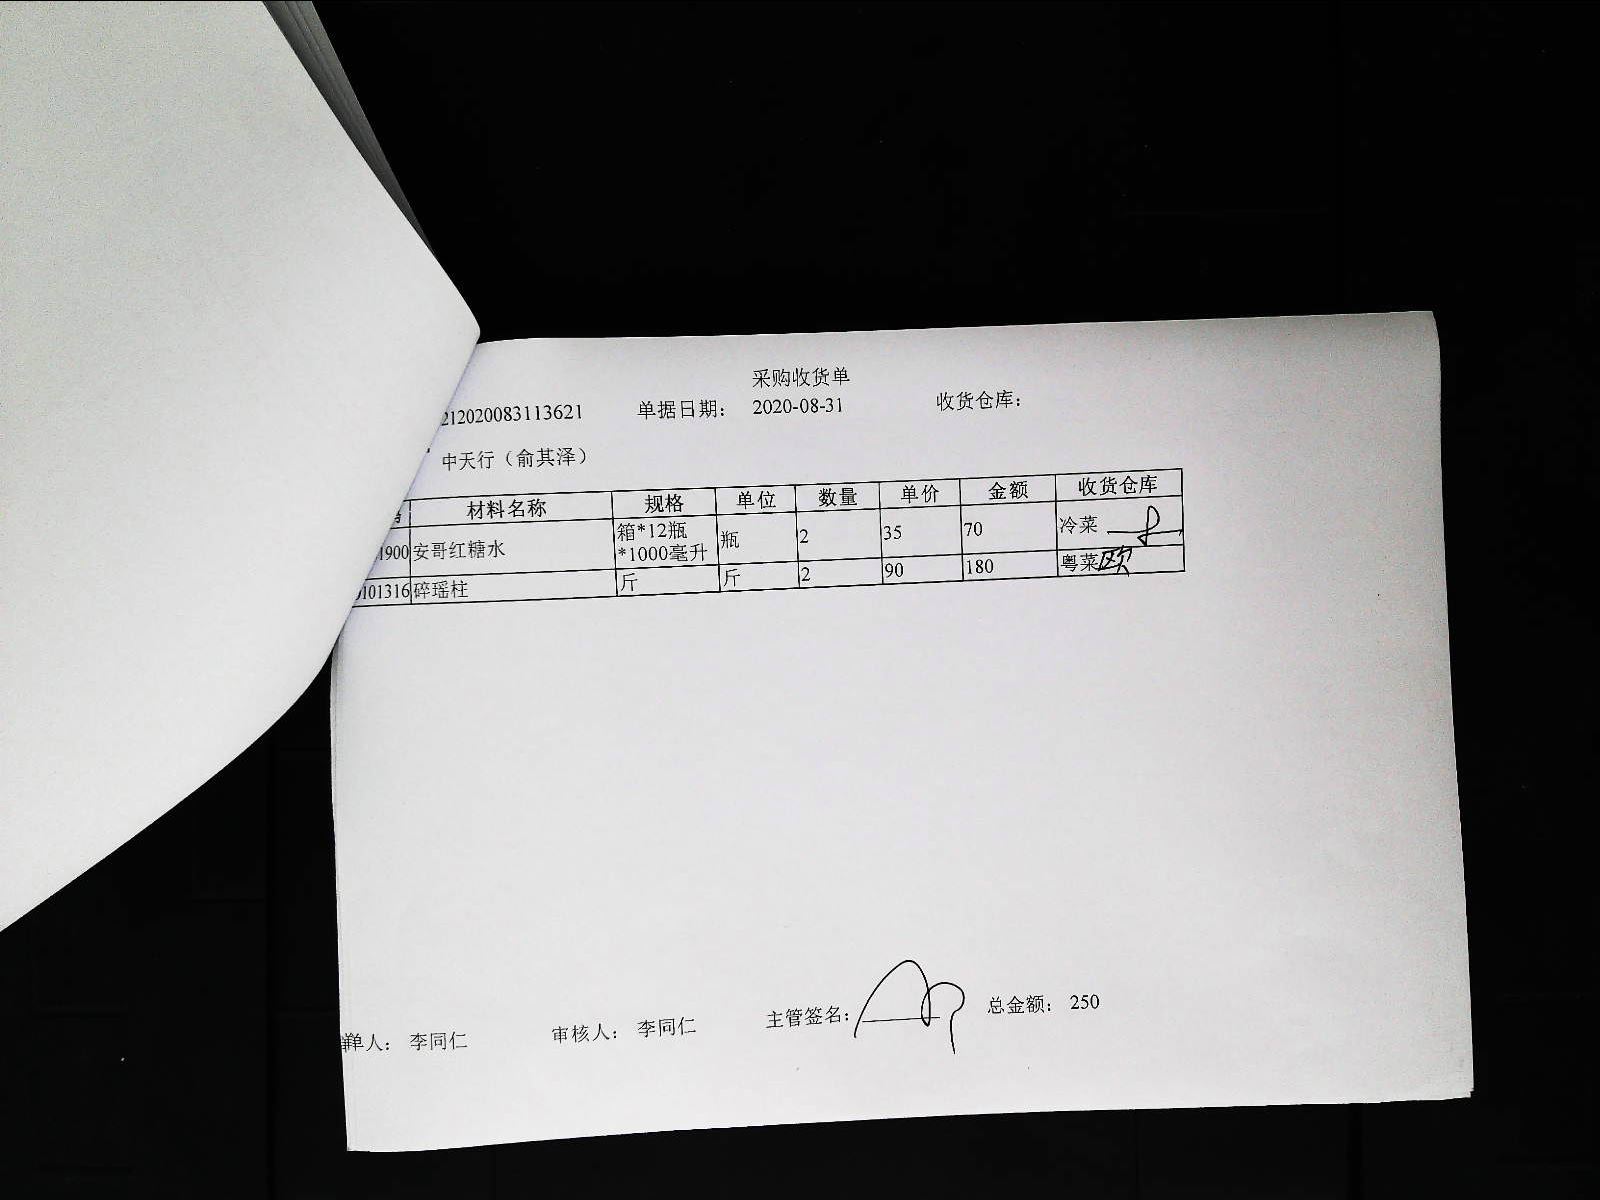 采购收货单
212020083113621 单据日期： 2020-08-31 收货仓库：
中天行（俞其泽）
材料名称 规格 单位 数量 单价 金额 收货仓库
1900 安哥红糖水 箱*12瓶*1000毫升 瓶 2 35 70 冷菜
101316 碎瑶柱 斤 斤 2 90 180 粤菜 欧
单人： 李同仁 审核人： 李同仁 主管签名： 总金额： 250